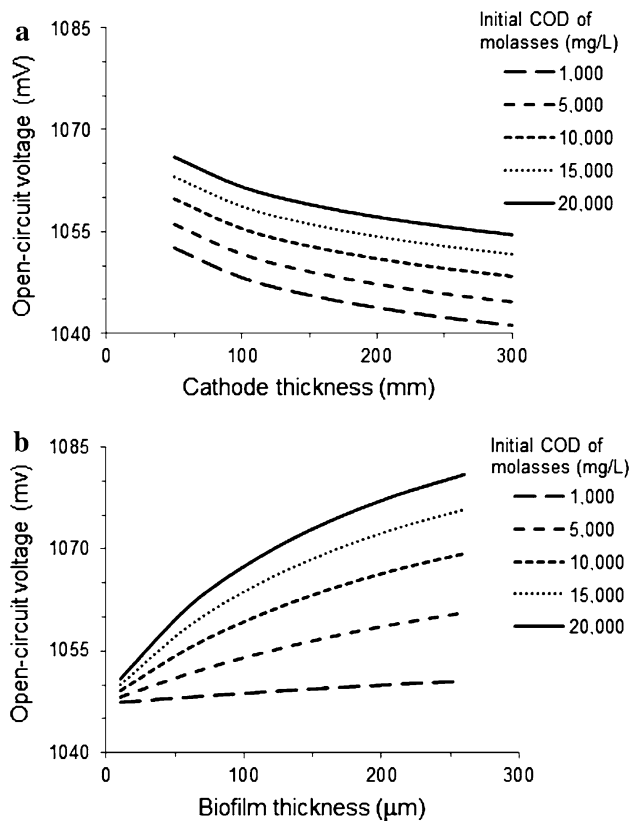 a
Open-circuit voltage (mV)
1085
1070
1055
1040
0
100
200
300
Cathode thickness (mm)
Initial COD of
molasses (mg/L)
1,000
5,000
10,000
15,000
20,000
b
Open-circuit voltage (mv)
1085
1070
1055
1040
0
100
200
300
Biofilm thickness (μm)
Initial COD of
molasses (mg/L)
1,000
5,000
10,000
15,000
20,000